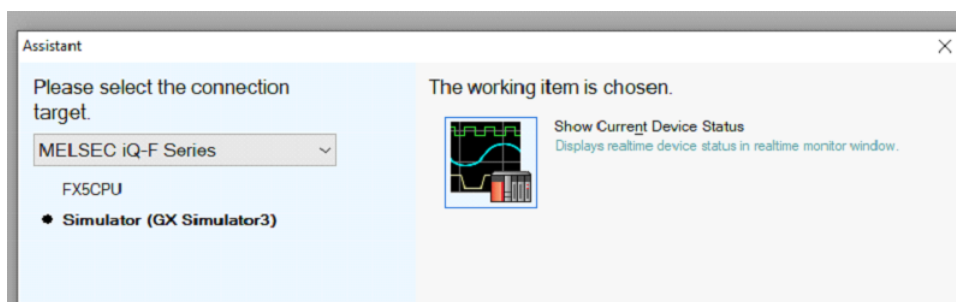 Assistant
Please select the connection
target.
MELSEC iQ-F Series
FX5CPU
Simulator (GX Simulator3)
The working item is chosen.
Show Current Device Status
Displays realtime device status in realtime monitor window.